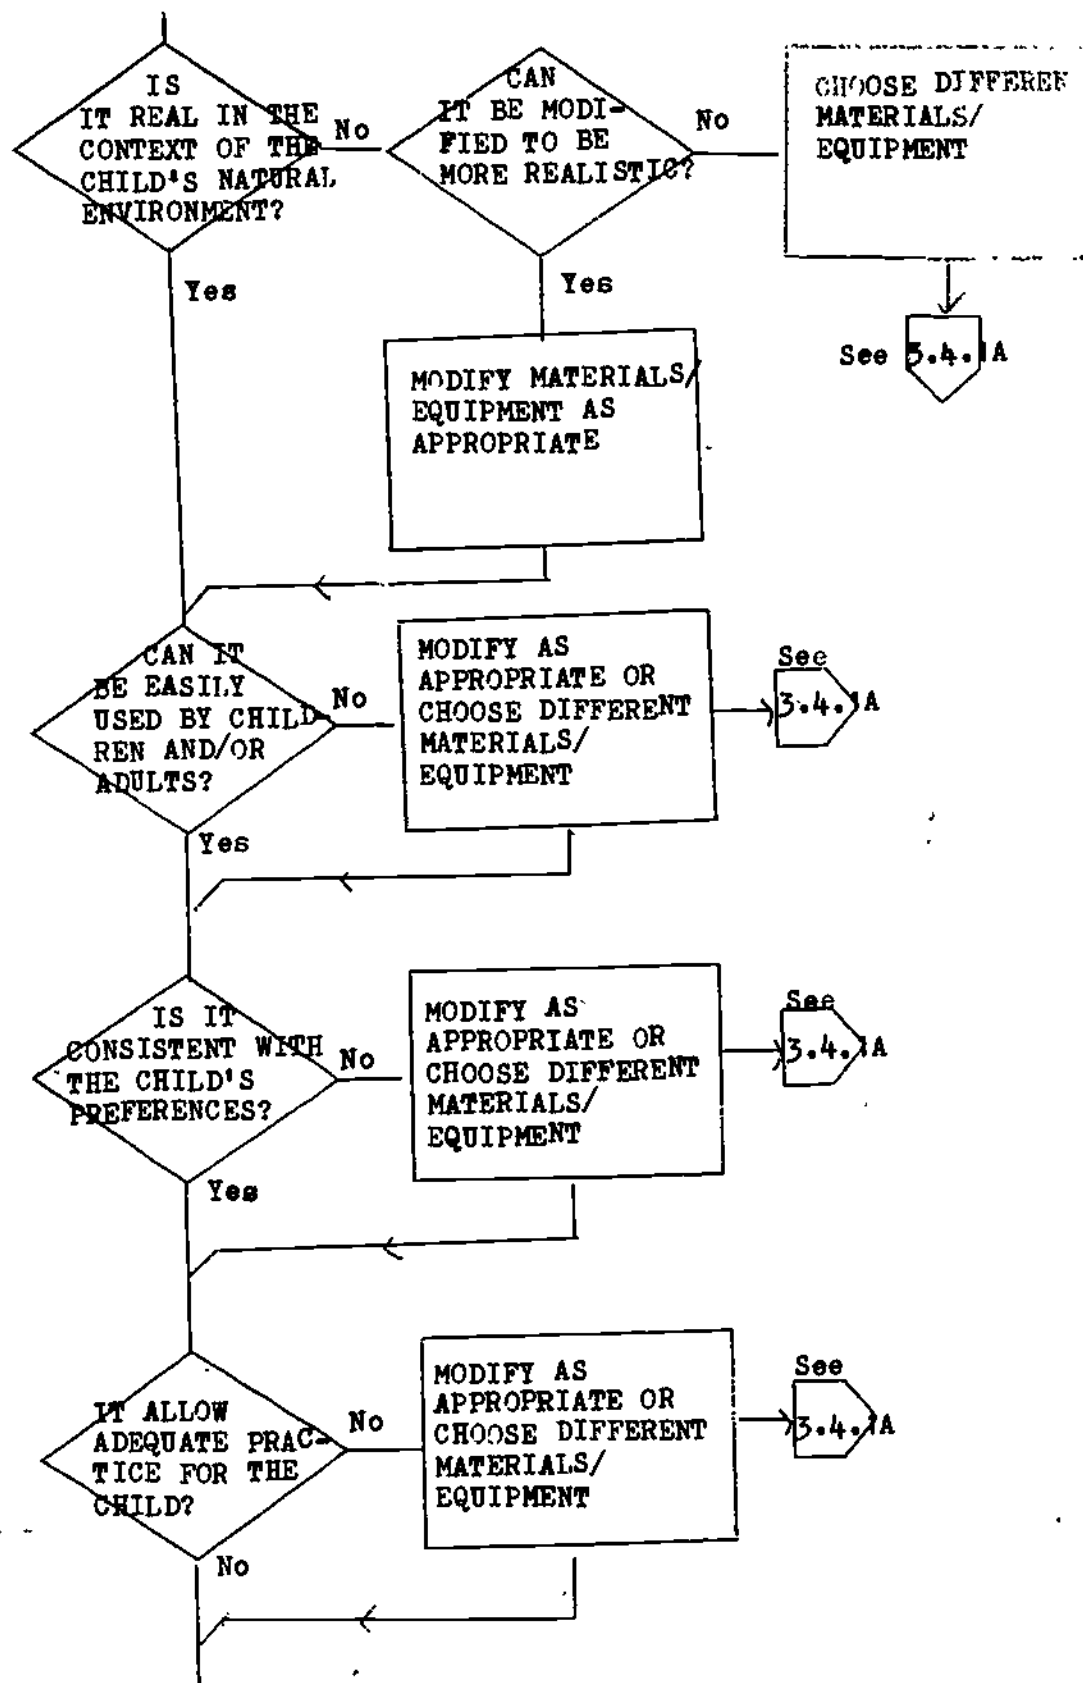 IS
IT REAL IN THE
CONTEXT OF THE
CHILD'S NATURAL
ENVIRONMENT?
No
CAN
IT BE MODI-
FIED TO BE
MORE REALISTIC?
No
CHOOSE DIFFEREN
MATERIALS/
EQUIPMENT
Yes
Yes
See 3.4.1A
MODIFY MATERIALS/
EQUIPMENT AS
APPROPRIATE
CAN IT
BE EASILY
USED BY CHILD-
REN AND/OR
ADULTS?
No
MODIFY AS
APPROPRIATE OR
CHOOSE DIFFERENT
MATERIALS/
EQUIPMENT
See
3.4.1A
Yes
IS IT
CONSISTENT WITH
THE CHILD'S
PREFERENCES?
No
MODIFY AS
APPROPRIATE OR
CHOOSE DIFFERENT
MATERIALS/
EQUIPMENT
See
3.4.1A
Yes
IT ALLOW
ADEQUATE PRAC-
TICE FOR THE
CHILD?
No
MODIFY AS
APPROPRIATE OR
CHOOSE DIFFERENT
MATERIALS/
EQUIPMENT
See
3.4.1A
No